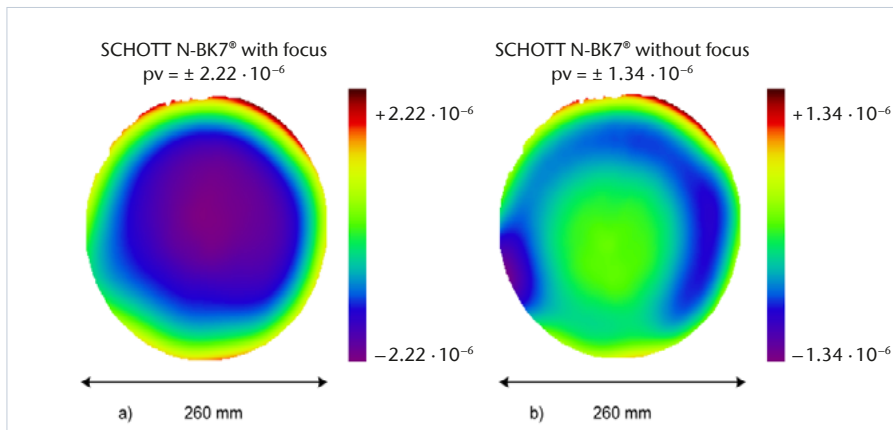 SCHOTT N-BK7® with focus
pv = ± 2.22 · 10⁻⁶
+2.22 · 10⁻⁶
−2.22 · 10⁻⁶
a) 260 mm
SCHOTT N-BK7® without focus
pv = ± 1.34 · 10⁻⁶
+1.34 · 10⁻⁶
−1.34 · 10⁻⁶
b) 260 mm